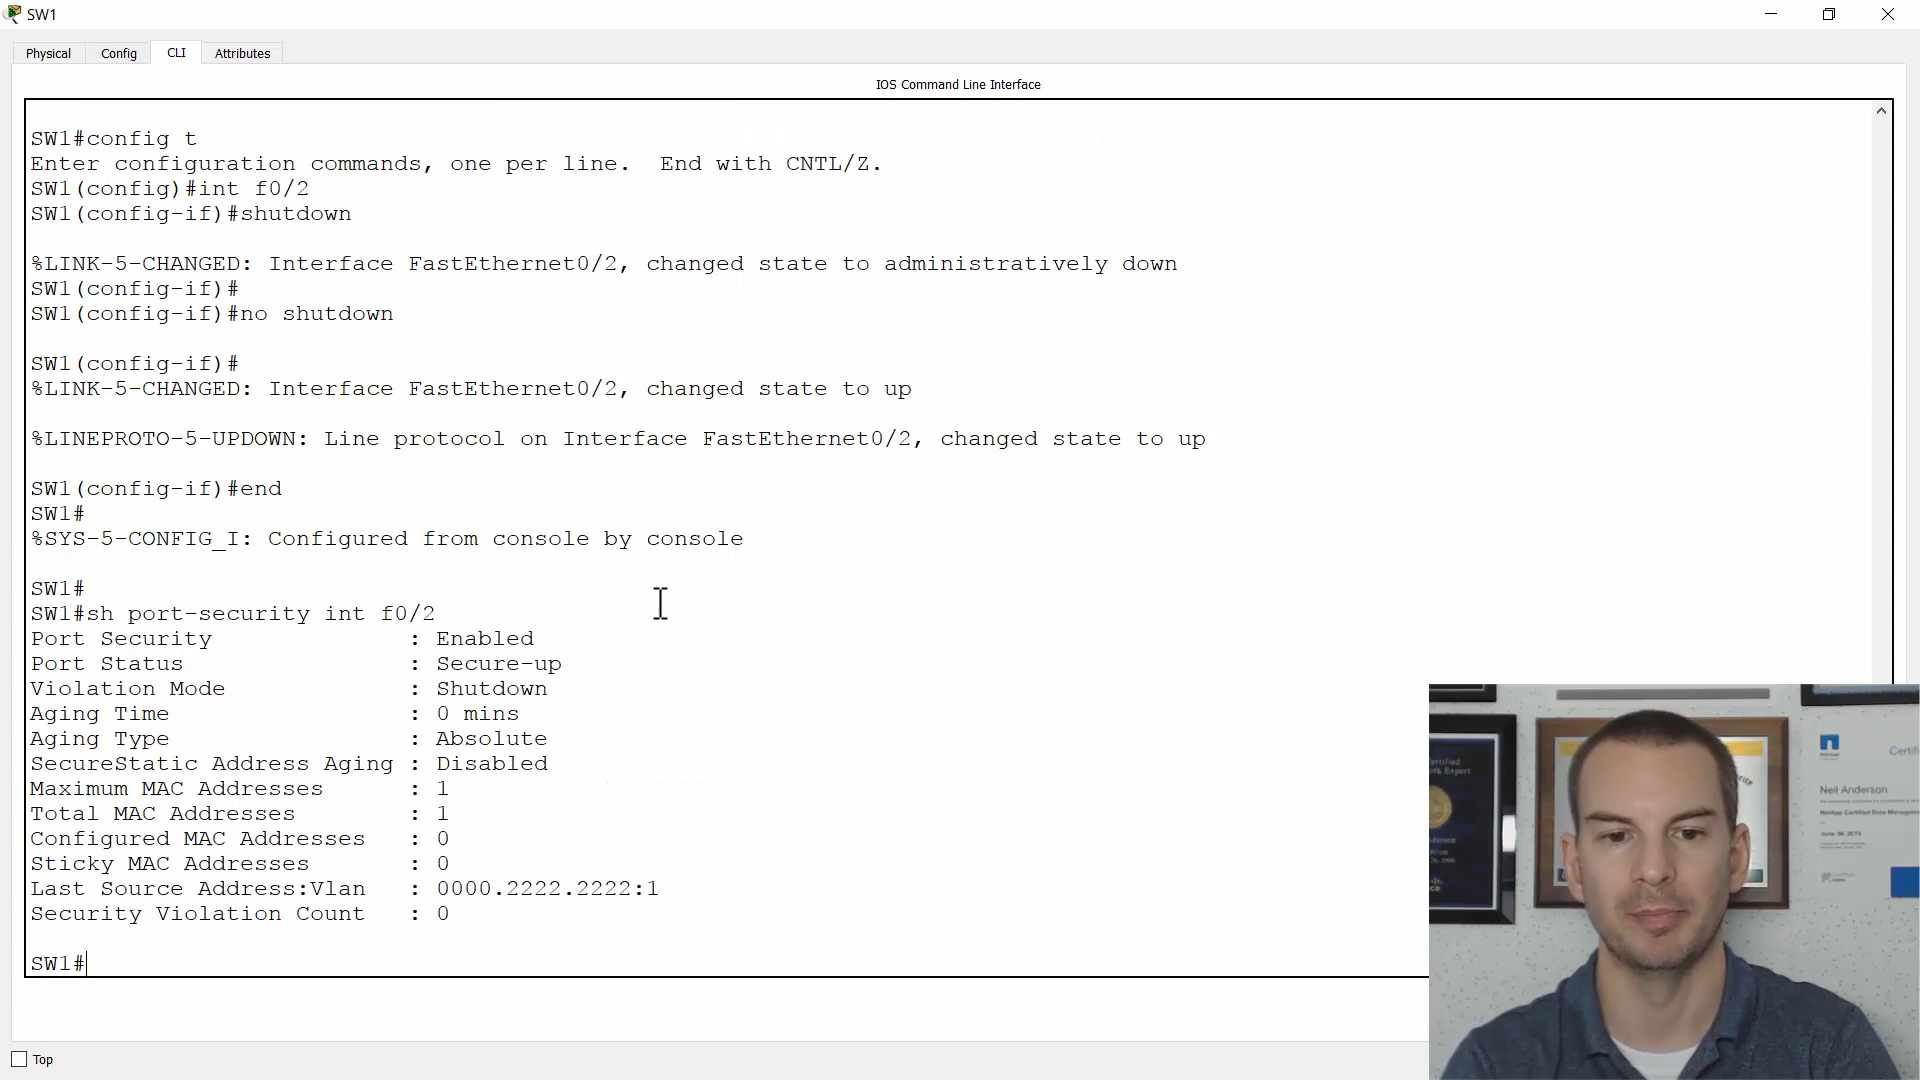 SW1
Physical
Config
CLI
Attributes
IOS Command Line Interface
SW1#config t
Enter configuration commands, one per line.  End with CNTL/Z.
SW1(config)#int f0/2
SW1(config-if)#shutdown
%LINK-5-CHANGED: Interface FastEthernet0/2, changed state to administratively down
SW1(config-if)#
SW1(config-if)#no shutdown
SW1(config-if)#
%LINK-5-CHANGED: Interface FastEthernet0/2, changed state to up
%LINEPROTO-5-UPDOWN: Line protocol on Interface FastEthernet0/2, changed state to up
SW1(config-if)#end
SW1#
%SYS-5-CONFIG_I: Configured from console by console
SW1#
SW1#sh port-security int f0/2
Port Security              : Enabled
Port Status                : Secure-up
Violation Mode             : Shutdown
Aging Time                 : 0 mins
Aging Type                 : Absolute
SecureStatic Address Aging : Disabled
Maximum MAC Addresses      : 1
Total MAC Addresses        : 1
Configured MAC Addresses   : 0
Sticky MAC Addresses       : 0
Last Source Address:Vlan   : 0000.2222.2222:1
Security Violation Count   : 0
SW1#
Neil Anderson
Top